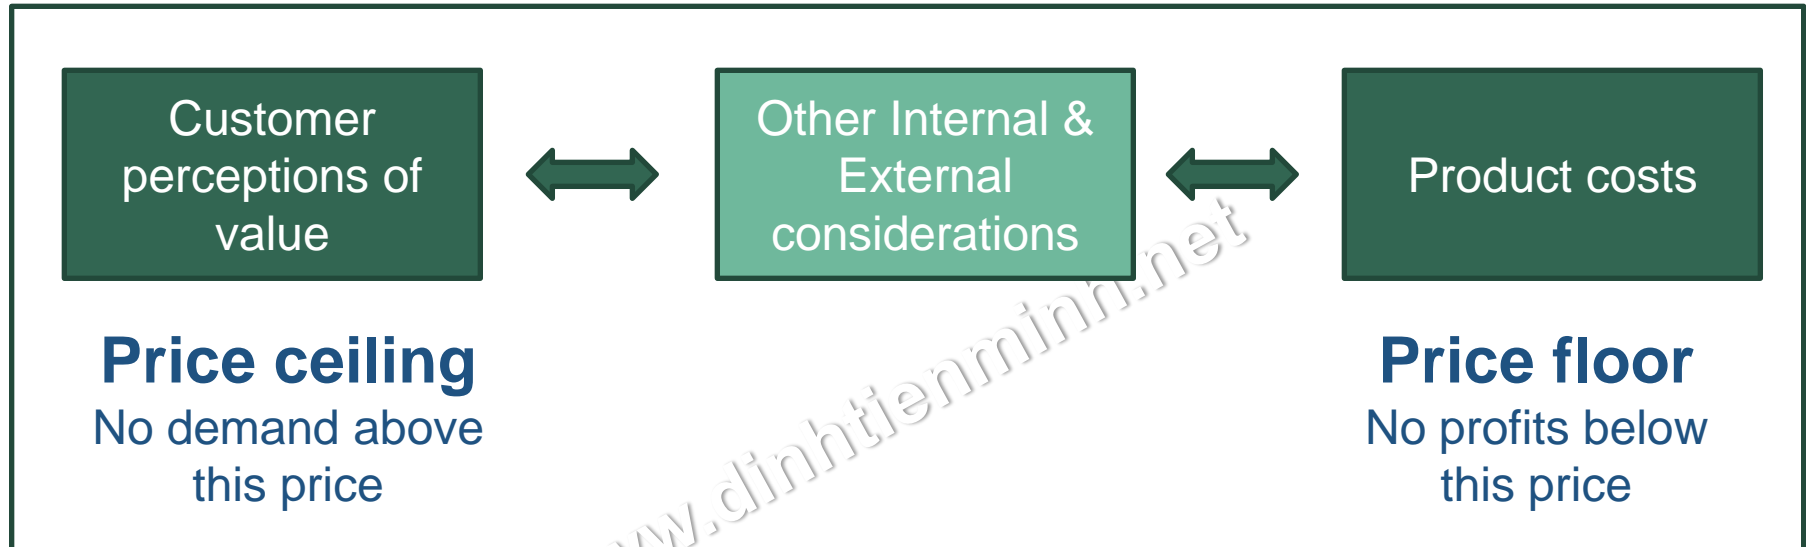 Customer
perceptions of
value
Other Internal &
External
considerations
Product costs
Price ceiling
No demand above
this price
Price floor
No profits below
this price
www.dinhtienminh.net